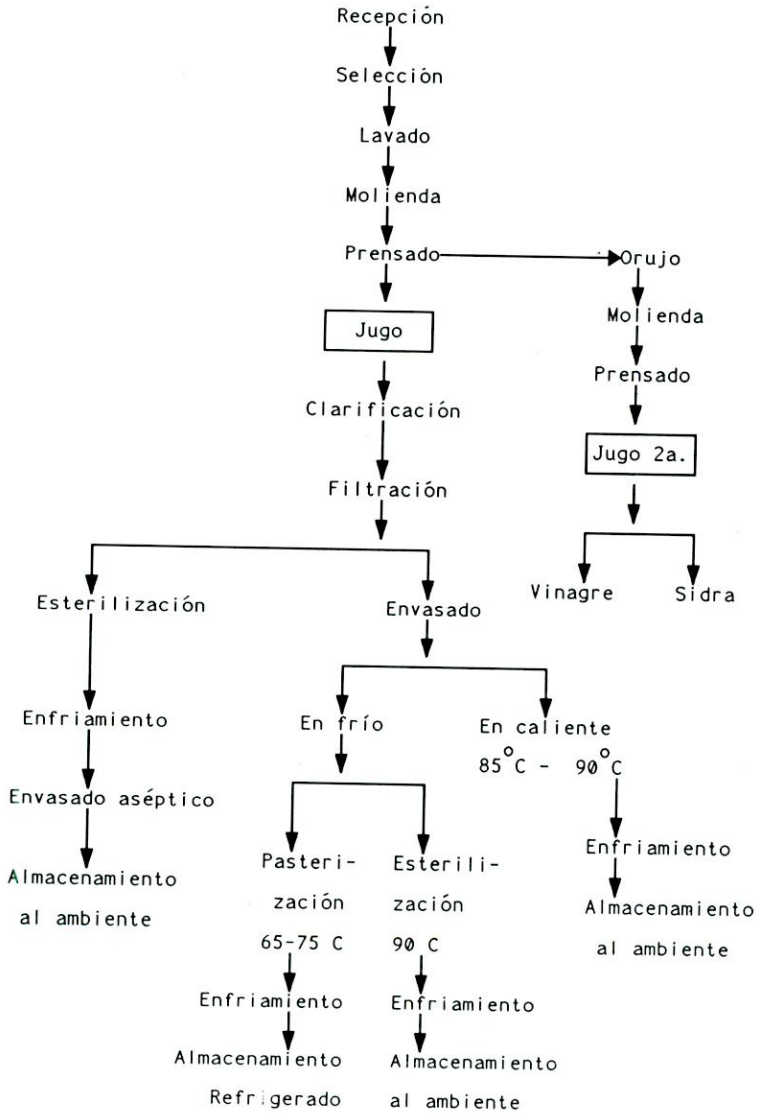 Recepción
Selección
Lavado
Molienda
Prensado
Orujo
Jugo
Molienda
Prensado
Clarificación
Jugo 2a.
Filtración
Esterilización
Envasado
Vinagre
Sidra
Enfriamiento
En frío
En caliente
85°C - 90°C
Envasado aséptico
Almacenamiento
al ambiente
Pasteri-
zación
65-75 C
Esterili-
zación
90 C
Enfriamiento
Almacenamiento
al ambiente
Enfriamiento
Almacenamiento
Refrigerado
Enfriamiento
Almacenamiento
al ambiente